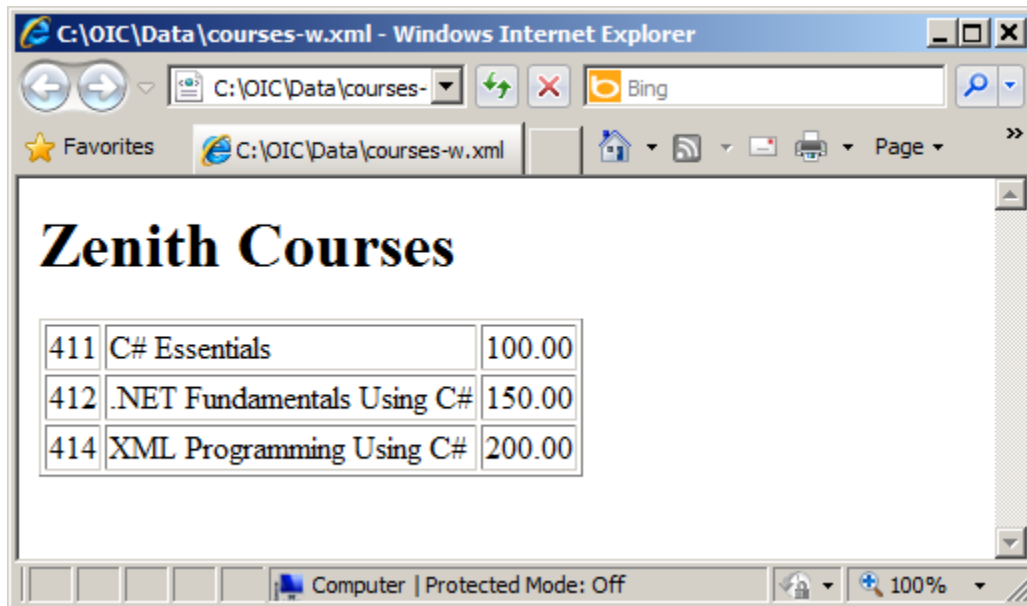 C:\OIC\Data\courses-w.xml - Windows Internet Explorer
C:\OIC\Data\courses- Bing
Favorites C:\OIC\Data\courses-w.xml Page »
Zenith Courses
411 C# Essentials 100.00
412 .NET Fundamentals Using C# 150.00
414 XML Programming Using C# 200.00
Computer | Protected Mode: Off 100%